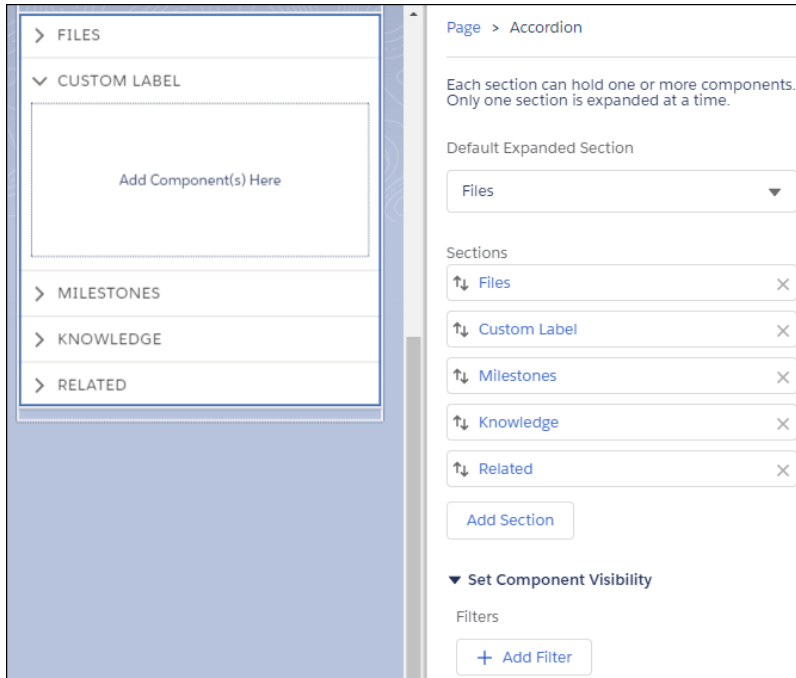 FILES
CUSTOM LABEL
Add Component(s) Here
MILESTONES
KNOWLEDGE
RELATED
Page > Accordion
Each section can hold one or more components.
Only one section is expanded at a time.
Default Expanded Section
Files
Sections
Files
Custom Label
Milestones
Knowledge
Related
Add Section
Set Component Visibility
Filters
+ Add Filter